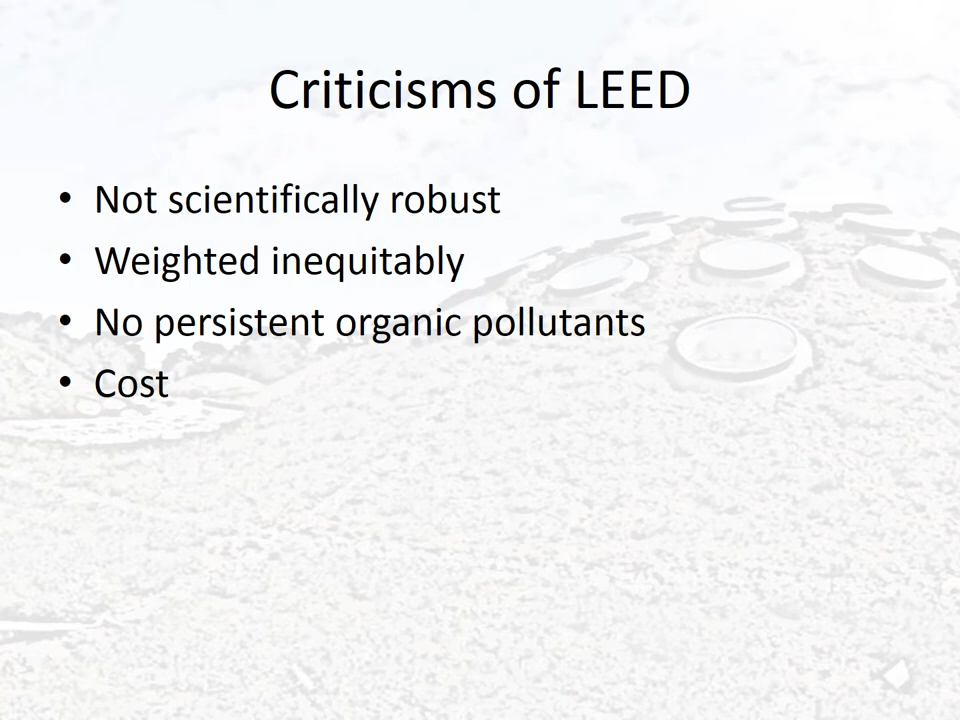 Criticisms of LEED
• Not scientifically robust
• Weighted inequitably
• No persistent organic pollutants
• Cost